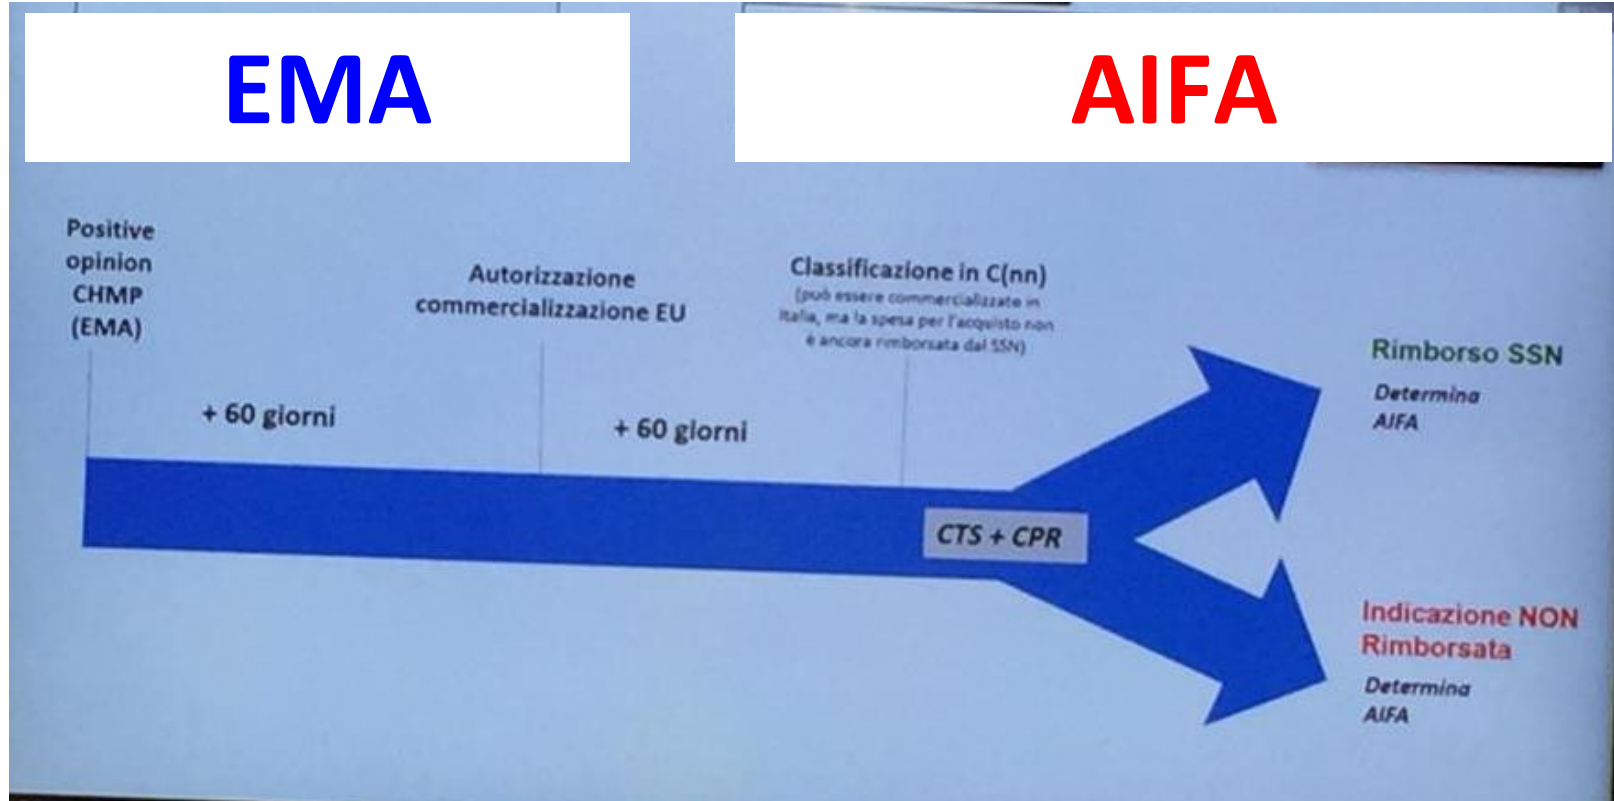 EMA
AIFA
Positive
opinion
CHMP
(EMA)
Autorizzazione
commercializzazione EU
Classificazione in C(nn)
(può essere commercializzato in
Italia, ma la spesa per l'acquisto non
è ancora rimborsata dal SSN)
+ 60 giorni
+ 60 giorni
CTS + CPR
Rimborso SSN
Determina
AIFA
Indicazione NON
Rimborsata
Determina
AIFA